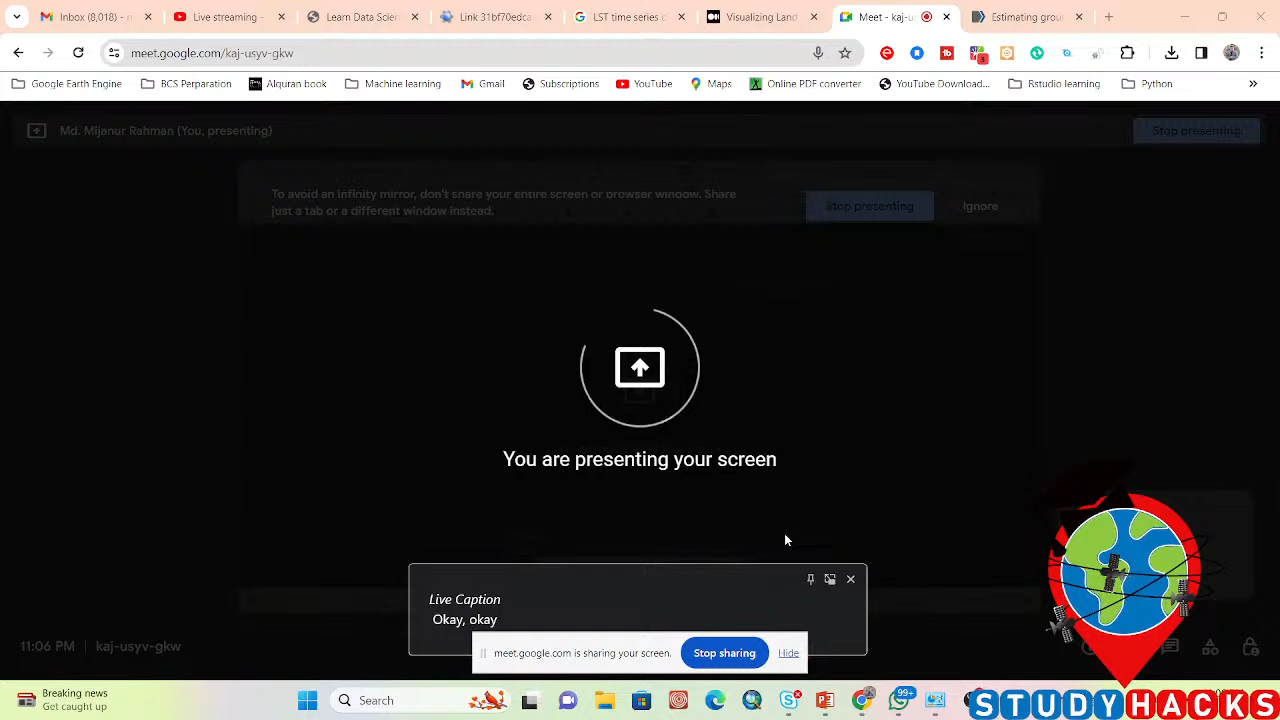 Inbox (8,018) - r
Live streaming -
Learn Data Scien
Link 31bf70edca
LST time series c
Visualizing Land
Meet - kaj-us
Estimating grou
meet.google.com/kaj-usyv-gkw
3
Google Earth Engine
BCS Preparation
Alquran book
Machine learning
Gmail
Subscriptions
YouTube
Maps
Online PDF converter
YouTube Download...
Rstudio learning
Python
Md. Mijanur Rahman (You, presenting)
Stop presenting
To avoid an infinity mirror, don't share your entire screen or browser window. Share
just a tab or a different window instead.
Stop presenting
Ignore
You are presenting your screen
Live Caption
Okay, okay
meet.google.com is sharing your screen.
Stop sharing
Hide
11:06 PM
kaj-usyv-gkw
Breaking news
Get caught up
Search
99+
STUDYHACKS